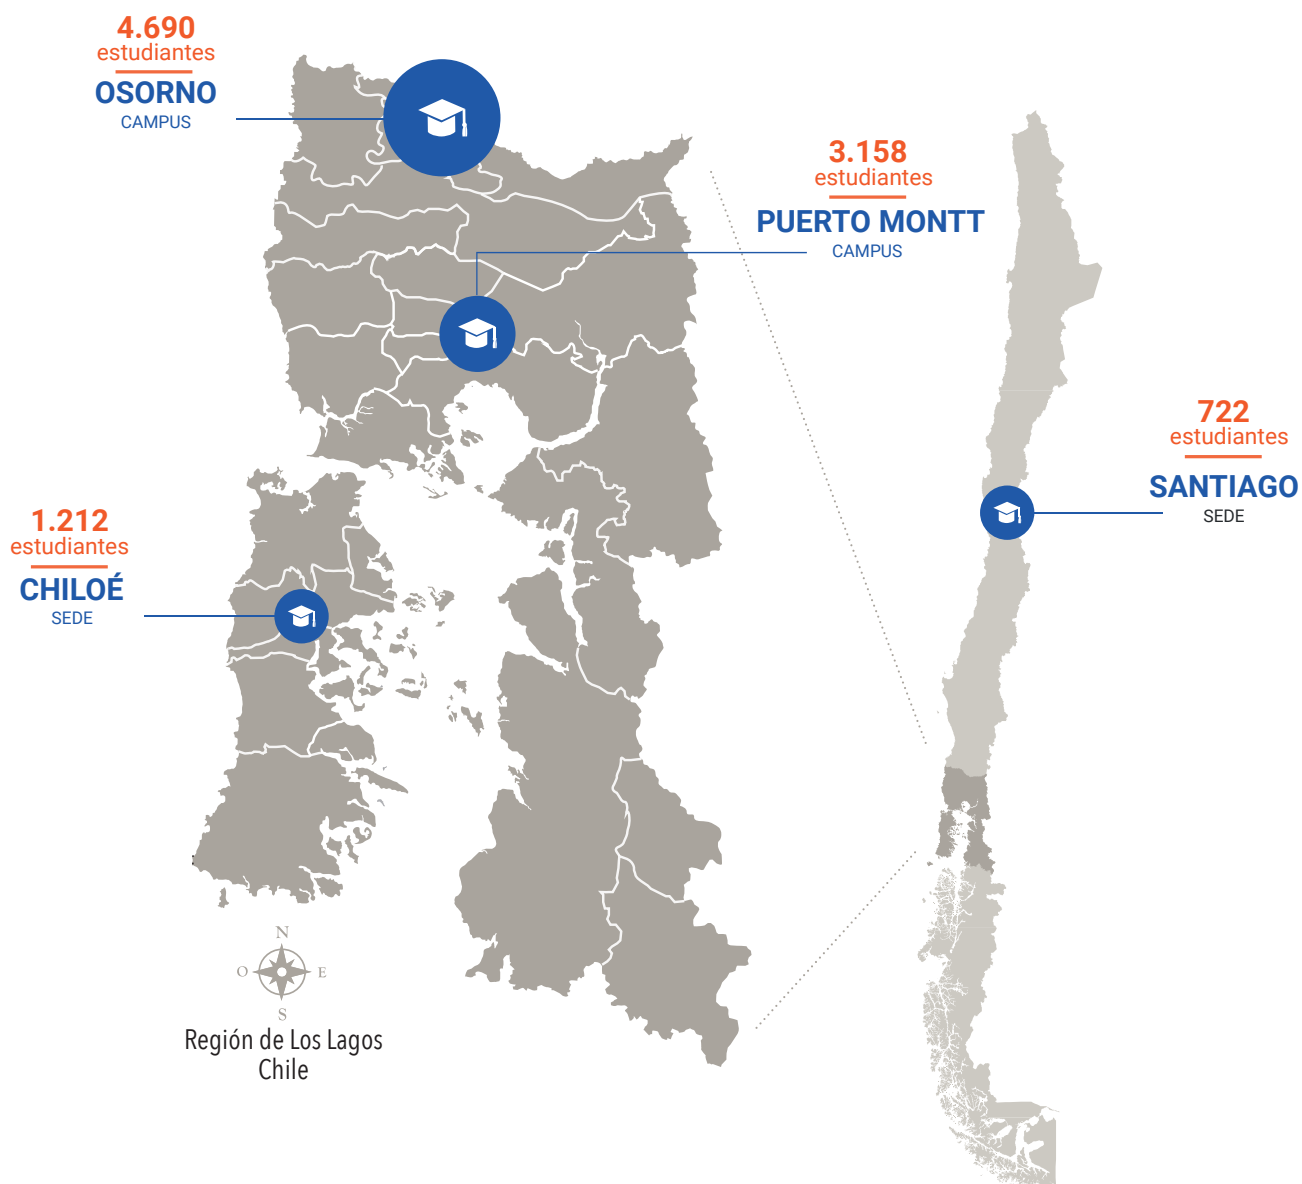 4.690
estudiantes
OSORNO
CAMPUS
3.158
estudiantes
PUERTO MONTT
CAMPUS
722
estudiantes
SANTIAGO
SEDE
1.212
estudiantes
CHILOÉ
SEDE
N
O
E
S
Región de Los Lagos
Chile